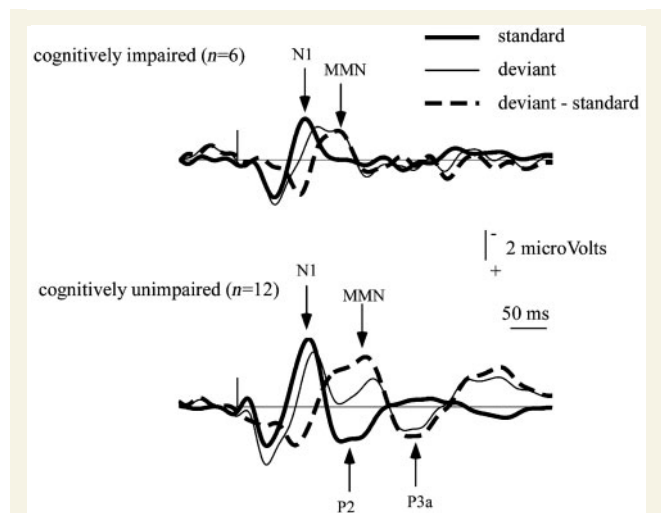 cognitively impaired (n=6)
N1
MMN
standard
deviant
deviant - standard
-
2 microVolts
+
50 ms
cognitively unimpaired (n=12)
N1
MMN
P2
P3a